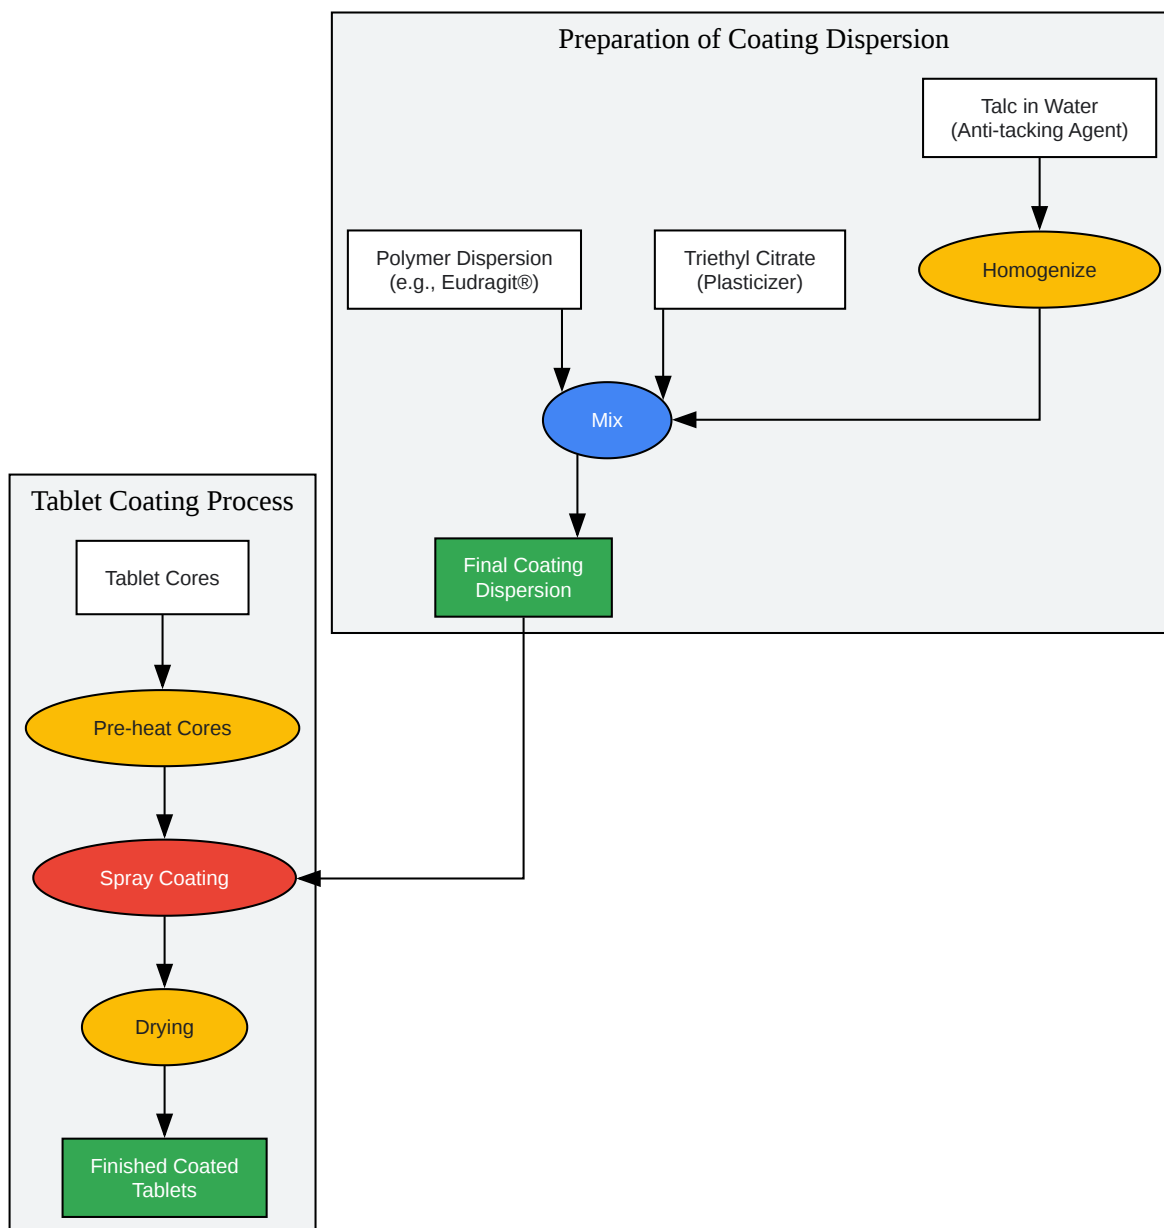 Preparation of Coating Dispersion
Talc in Water
(Anti-tacking Agent)
Polymer Dispersion
(e.g., Eudragit®)
Triethyl Citrate
(Plasticizer)
Homogenize
Mix
Final Coating
Dispersion
Tablet Coating Process
Tablet Cores
Pre-heat Cores
Spray Coating
Drying
Finished Coated
Tablets